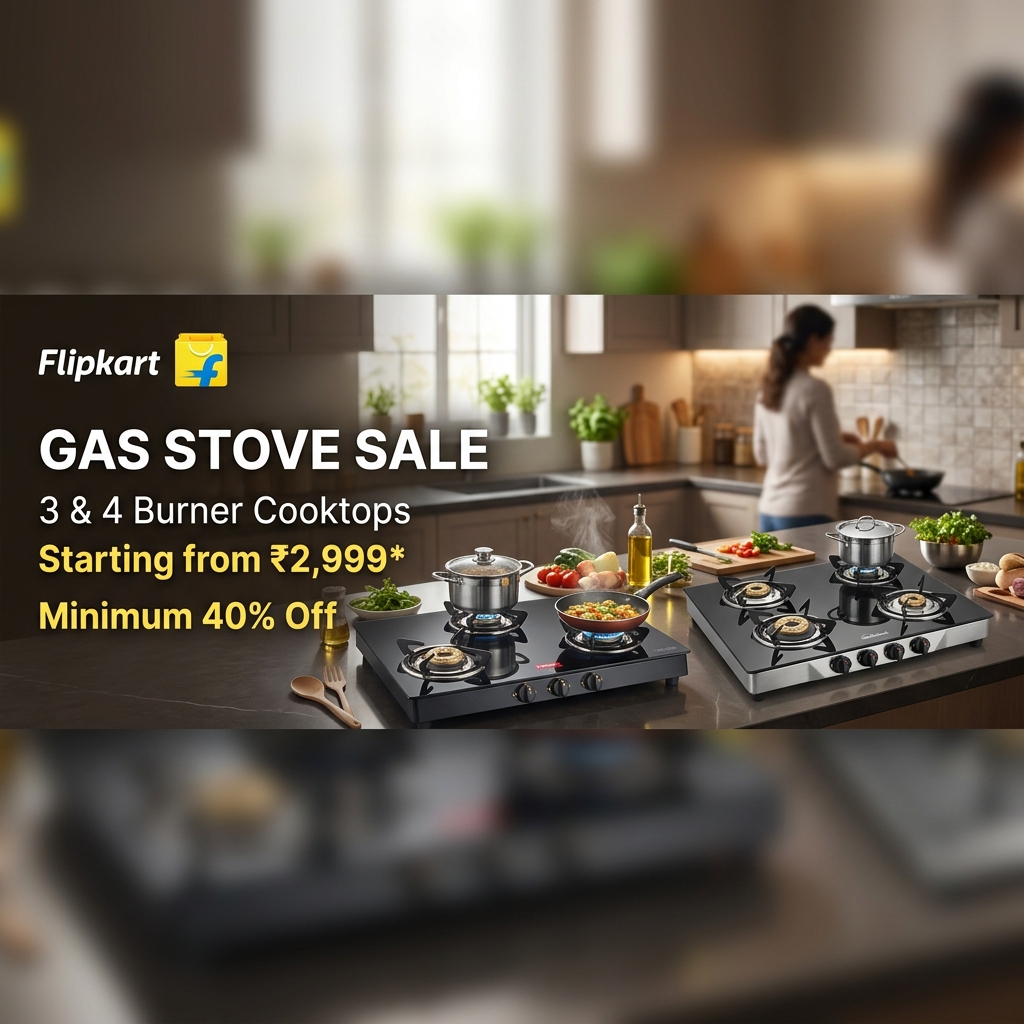 Flipkart
GAS STOVE SALE
3 & 4 Burner Cooktops
Starting from ₹2,999*
Minimum 40% Off